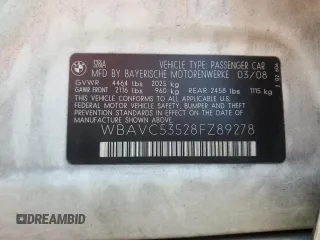 328iA VEHICLE TYPE: PASSENGER CAR
MFD BY BAYERISCHE MOTORENWERKE 03/08
GVWR 4464 lbs 2025 kg
GAWR FRONT 2116 lbs 960 kg REAR 2458 lbs 1115 kg
THIS VEHICLE CONFORMS TO ALL APPLICABLE
FEDERAL MOTOR VEHICLE SAFETY, BUMPER AND
THEFT PREVENTION STANDARDS IN EFFECT ON
THE DATE OF MANUFACTURE SHOWN ABOVE.
WBAVC53528FZ89278
DREAMBID